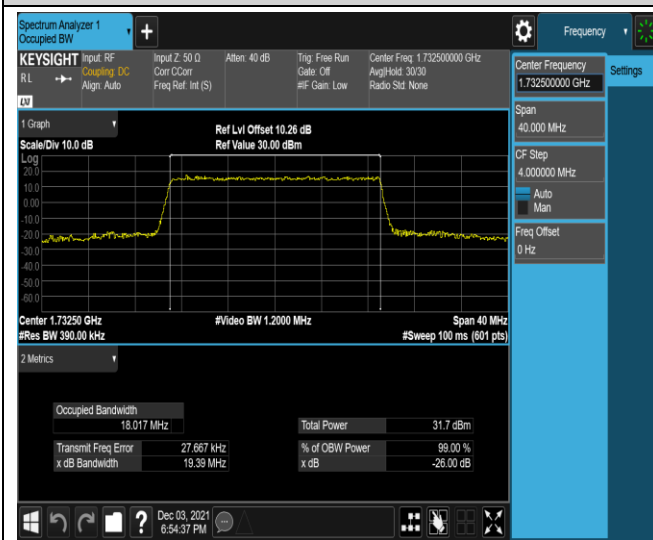 Spectrum Analyzer 1
Occupied BW
+
Frequency
KEYSIGHT
RL
Input: RF
Coupling: DC
Align: Auto
Input Z: 50 Ω
Corr CCorr
Freq Ref: Int (S)
Atten: 40 dB
Trig: Free Run
Gate: Off
#IF Gain: Low
Center Freq: 1.732500000 GHz
Avg|Hold: 30/30
Radio Std: None
LXI
1 Graph
Scale/Div 10.0 dB
Ref Lvl Offset 10.26 dB
Ref Value 30.00 dBm
Log
20.0
10.0
0.00
-10.0
-20.0
-30.0
-40.0
-50.0
-60.0
Center 1.73250 GHz
#Video BW 1.2000 MHz
Span 40 MHz
#Res BW 390.00 kHz
#Sweep 100 ms (601 pts)
2 Metrics
Occupied Bandwidth
18.017 MHz
Total Power 31.7 dBm
Transmit Freq Error 27.667 kHz
% of OBW Power 99.00 %
x dB Bandwidth 19.39 MHz
x dB -26.00 dB
Center Frequency
1.732500000 GHz
Settings
Span
40.000 MHz
CF Step
4.000000 MHz
Auto
Man
Freq Offset
0 Hz
?
Dec 03, 2021
6:54:37 PM